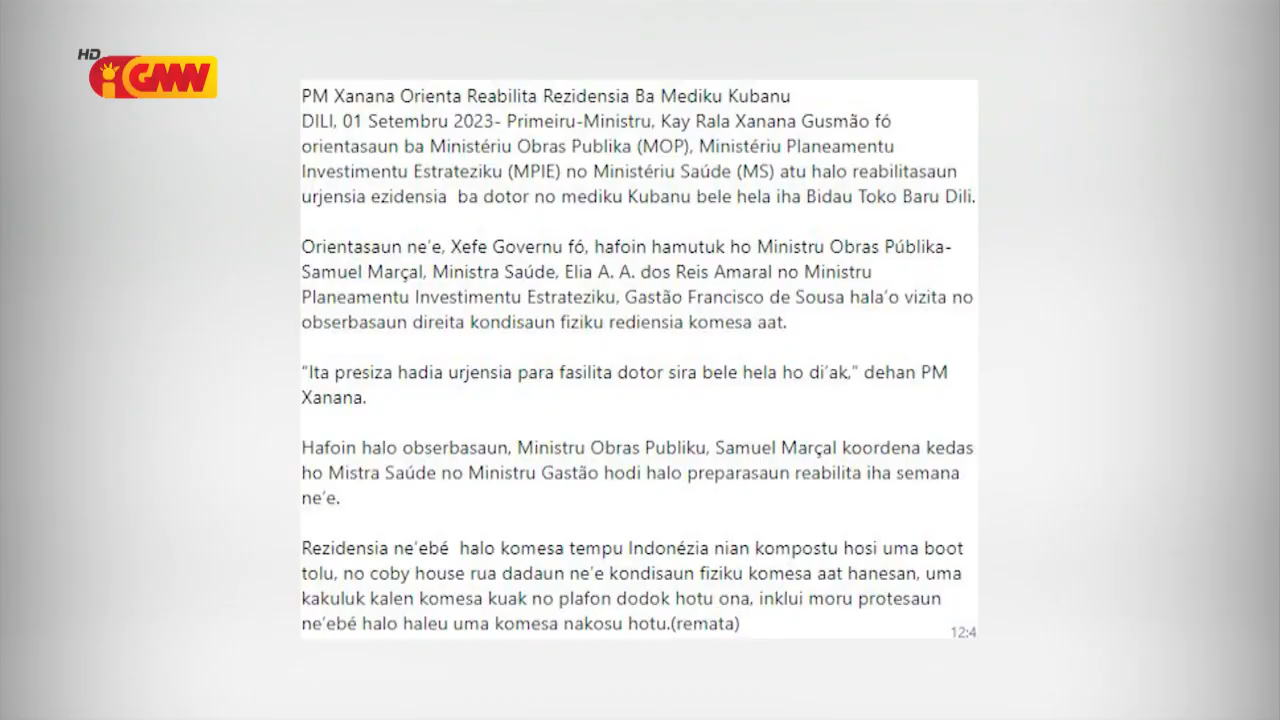 HD
GMN
PM Xanana Orienta Reabilita Rezidensia Ba Mediku Kubanu
DILI, 01 Setembru 2023- Primeiru-Ministru, Kay Rala Xanana Gusmão fó
orientasaun ba Ministériu Obras Publika (MOP), Ministériu Planeamentu
Investimentu Estrateziku (MPIE) no Ministériu Saúde (MS) atu halo reabilitasaun
urjensia ezidensia  ba dotor no mediku Kubanu bele hela iha Bidau Toko Baru Dili.
Orientasaun ne’e, Xefe Governu fó, hafoin hamutuk ho Ministru Obras Públika-
Samuel Marçal, Ministra Saúde, Elia A. A. dos Reis Amaral no Ministru
Planeamentu Investimentu Estrateziku, Gastão Francisco de Sousa hala’o vizita no
obserbasaun direita kondisaun fiziku rediensia komesa aat.
“Ita presiza hadia urjensia para fasilita dotor sira bele hela ho di’ak,” dehan PM
Xanana.
Hafoin halo obserbasaun, Ministru Obras Publiku, Samuel Marçal koordena kedas
ho Mistra Saúde no Ministru Gastão hodi halo preparasaun reabilita iha semana
ne’e.
Rezidensia ne’ebé  halo komesa tempu Indonézia nian kompostu hosi uma boot
tolu, no coby house rua dadaun ne’e kondisaun fiziku komesa aat hanesan, uma
kakuluk kalen komesa kuak no plafon dodok hotu ona, inklui moru protesaun
ne’ebé halo haleu uma komesa nakosu hotu.(remata)
12:4